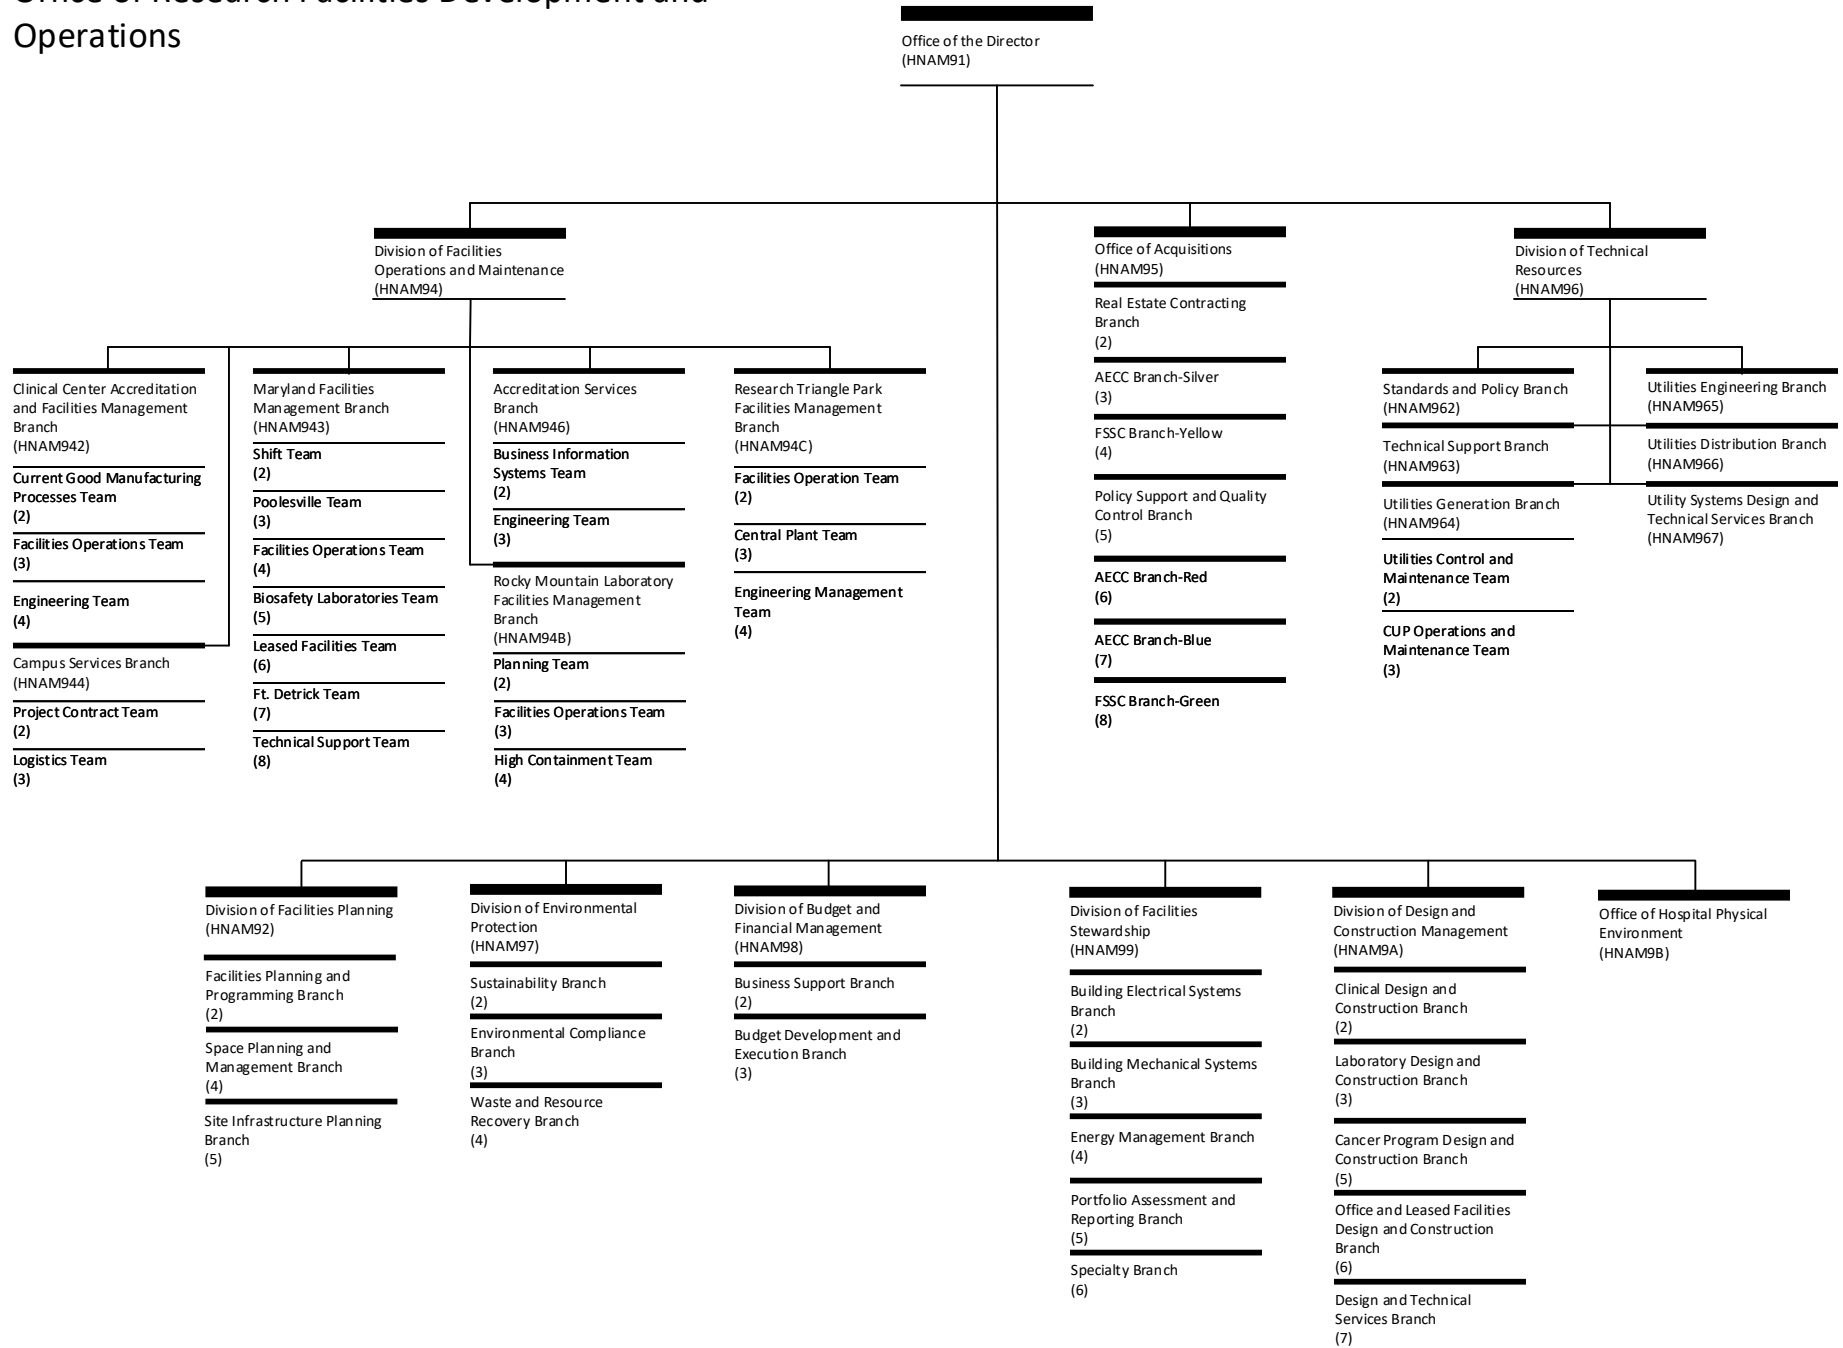 Office of Research Facilities Development and
Operations
Office of the Director
(HNAM91)
Division of Facilities
Operations and Maintenance
(HNAM94)
Office of Acquisitions
(HNAM95)
Division of Technical
Resources
(HNAM96)
Clinical Center Accreditation
and Facilities Management
Branch
(HNAM942)
Current Good Manufacturing
Processes Team
(2)
Facilities Operations Team
(3)
Engineering Team
(4)
Campus Services Branch
(HNAM944)
Project Contract Team
(2)
Logistics Team
(3)
Maryland Facilities
Management Branch
(HNAM943)
Shift Team
(2)
Poolesville Team
(3)
Facilities Operations Team
(4)
Biosafety Laboratories Team
(5)
Leased Facilities Team
(6)
Ft. Detrick Team
(7)
Technical Support Team
(8)
Accreditation Services
Branch
(HNAM946)
Business Information
Systems Team
(2)
Engineering Team
(3)
Rocky Mountain Laboratory
Facilities Management
Branch
(HNAM94B)
Planning Team
(2)
Facilities Operations Team
(3)
High Containment Team
(4)
Research Triangle Park
Facilities Management
Branch
(HNAM94C)
Facilities Operation Team
(2)
Central Plant Team
(3)
Engineering Management
Team
(4)
Real Estate Contracting
Branch
(2)
AECC Branch-Silver
(3)
FSSC Branch-Yellow
(4)
Policy Support and Quality
Control Branch
(5)
AECC Branch-Red
(6)
AECC Branch-Blue
(7)
FSSC Branch-Green
(8)
Standards and Policy Branch
(HNAM962)
Technical Support Branch
(HNAM963)
Utilities Generation Branch
(HNAM964)
Utilities Control and
Maintenance Team
(2)
CUP Operations and
Maintenance Team
(3)
Utilities Engineering Branch
(HNAM965)
Utilities Distribution Branch
(HNAM966)
Utility Systems Design and
Technical Services Branch
(HNAM967)
Division of Facilities Planning
(HNAM92)
Facilities Planning and
Programming Branch
(2)
Space Planning and
Management Branch
(4)
Site Infrastructure Planning
Branch
(5)
Division of Environmental
Protection
(HNAM97)
Sustainability Branch
(2)
Environmental Compliance
Branch
(3)
Waste and Resource
Recovery Branch
(4)
Division of Budget and
Financial Management
(HNAM98)
Business Support Branch
(2)
Budget Development and
Execution Branch
(3)
Division of Facilities
Stewardship
(HNAM99)
Building Electrical Systems
Branch
(2)
Building Mechanical Systems
Branch
(3)
Energy Management Branch
(4)
Portfolio Assessment and
Reporting Branch
(5)
Specialty Branch
(6)
Division of Design and
Construction Management
(HNAM9A)
Clinical Design and
Construction Branch
(2)
Laboratory Design and
Construction Branch
(3)
Cancer Program Design and
Construction Branch
(5)
Office and Leased Facilities
Design and Construction
Branch
(6)
Design and Technical
Services Branch
(7)
Office of Hospital Physical
Environment
(HNAM9B)